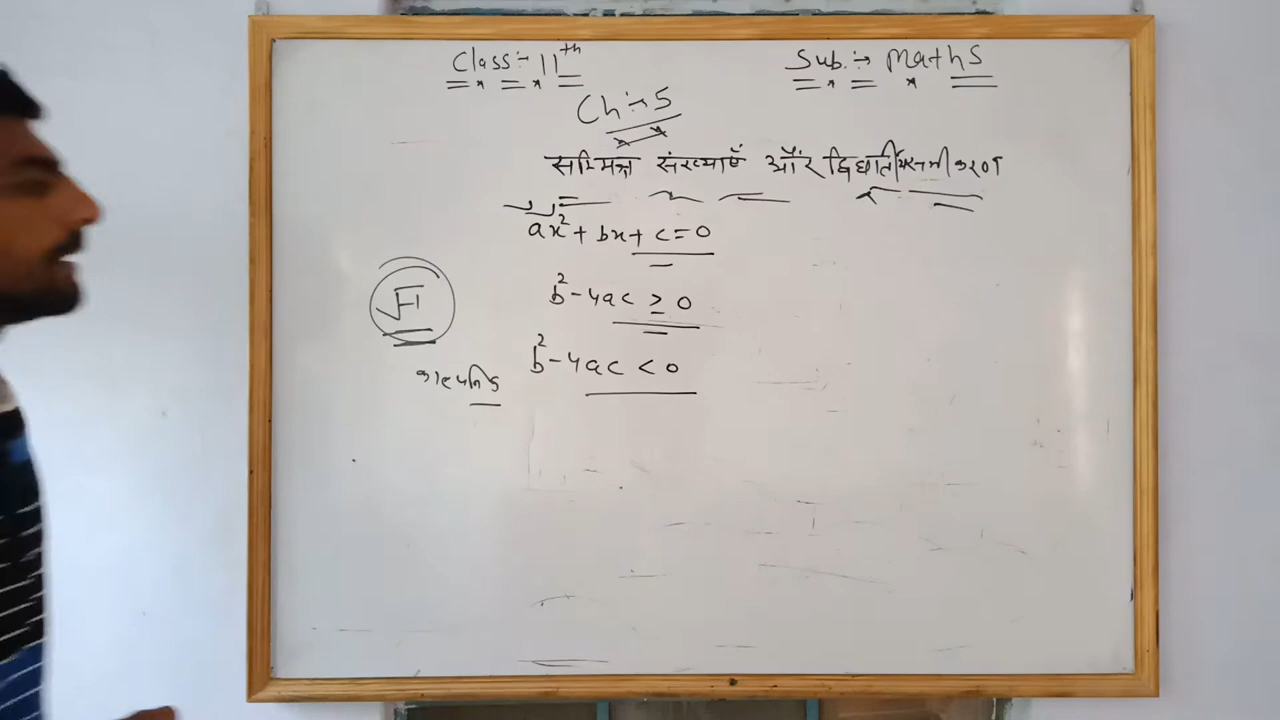 Class:- 11th
Sub.:→ Maths
Ch:→5
सम्मिश्र संख्याएँ और द्विघातीय समीकरण
ax²+bx+c=0
b²-4ac ≥ 0
√-1
b²-4ac < 0
काल्पनिक